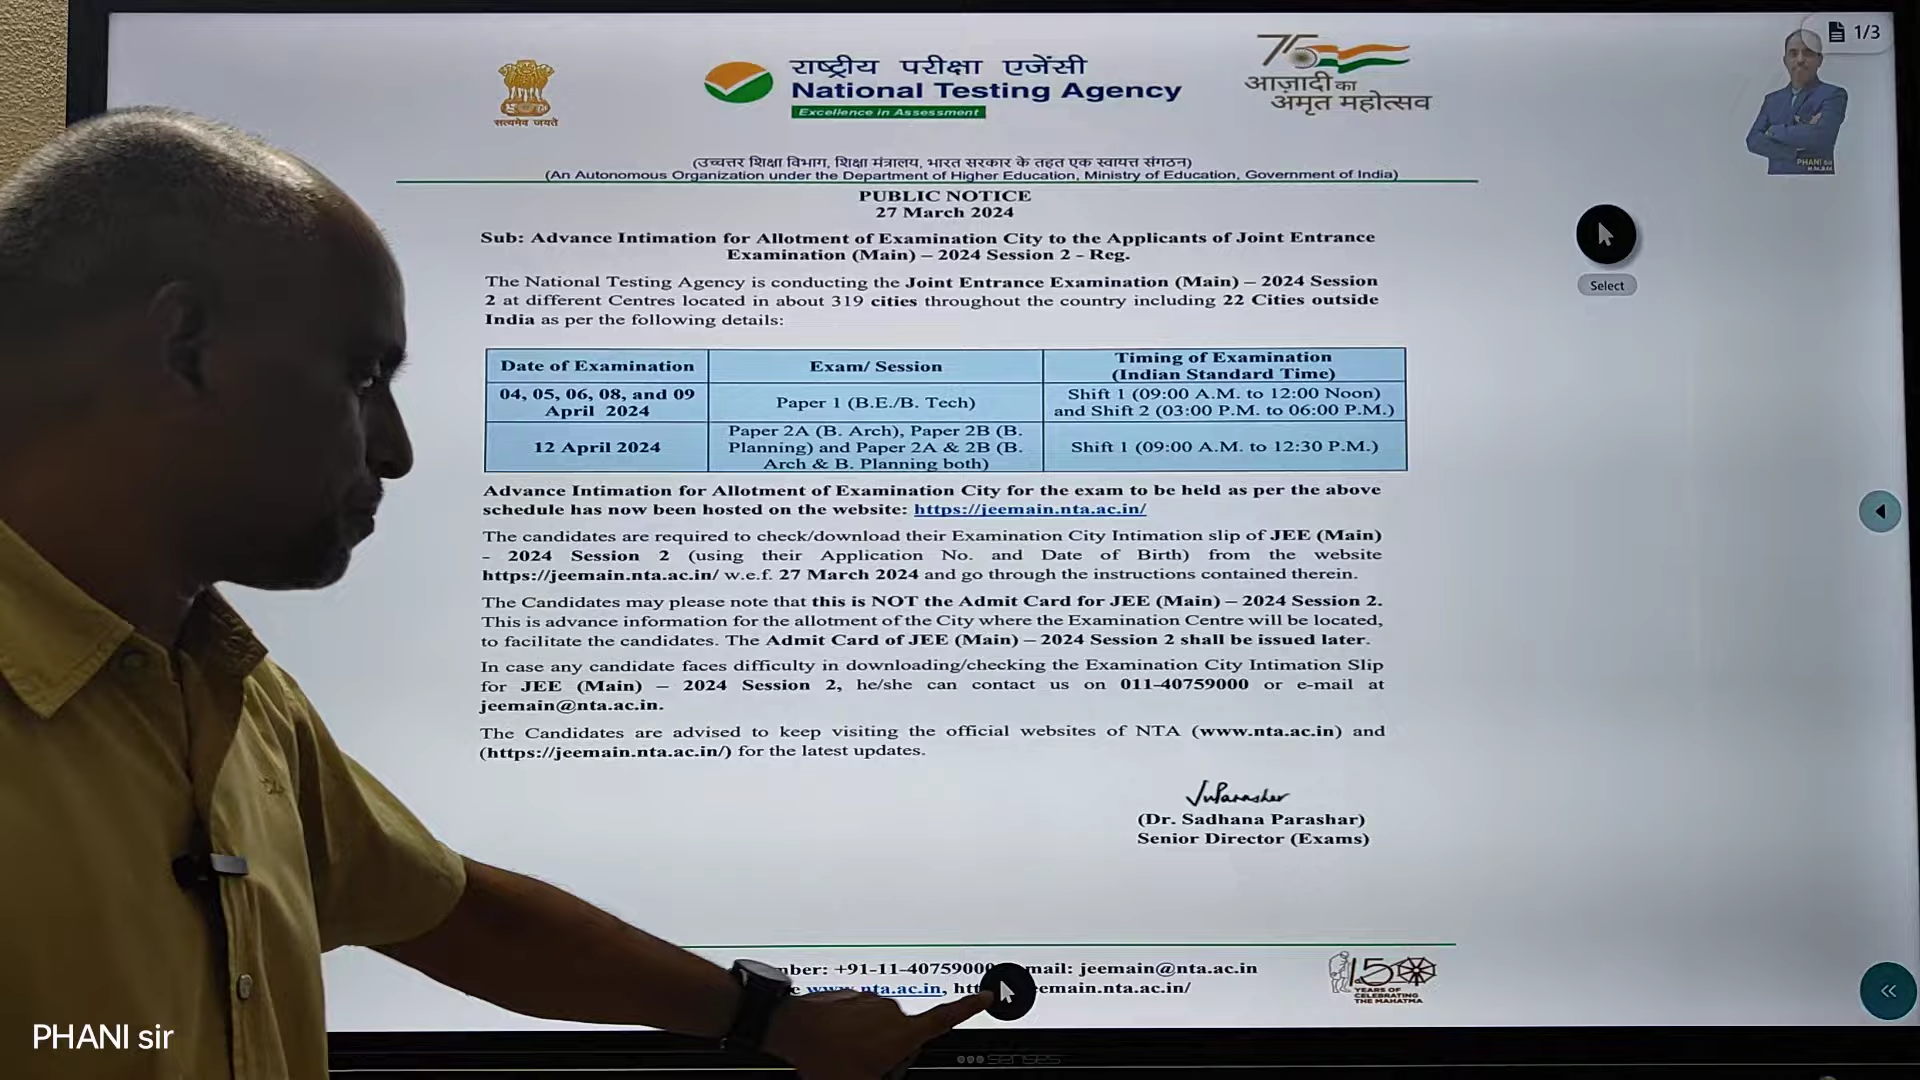 1/3
सत्यमेव जयते
राष्ट्रीय परीक्षा एजेंसी
National Testing Agency
Excellence in Assessment
75
आज़ादी का
अमृत महोत्सव
PHANI sir
(उच्चतर शिक्षा विभाग, शिक्षा मंत्रालय, भारत सरकार के तहत एक स्वायत्त संगठन)
(An Autonomous Organization under the Department of Higher Education, Ministry of Education, Government of India)
PUBLIC NOTICE
27 March 2024
Sub: Advance Intimation for Allotment of Examination City to the Applicants of Joint Entrance
Examination (Main) – 2024 Session 2 - Reg.
The National Testing Agency is conducting the Joint Entrance Examination (Main) – 2024 Session
2 at different Centres located in about 319 cities throughout the country including 22 Cities outside
India as per the following details:
Select
Date of Examination
Exam/ Session
Timing of Examination
(Indian Standard Time)
04, 05, 06, 08, and 09
April 2024
Paper 1 (B.E./B. Tech)
Shift 1 (09:00 A.M. to 12:00 Noon)
and Shift 2 (03:00 P.M. to 06:00 P.M.)
12 April 2024
Paper 2A (B. Arch), Paper 2B (B.
Planning) and Paper 2A & 2B (B.
Arch & B. Planning both)
Shift 1 (09:00 A.M. to 12:30 P.M.)
Advance Intimation for Allotment of Examination City for the exam to be held as per the above
schedule has now been hosted on the website: https://jeemain.nta.ac.in/
The candidates are required to check/download their Examination City Intimation slip of JEE (Main)
- 2024 Session 2 (using their Application No. and Date of Birth) from the website
https://jeemain.nta.ac.in/ w.e.f. 27 March 2024 and go through the instructions contained therein.
The Candidates may please note that this is NOT the Admit Card for JEE (Main) – 2024 Session 2.
This is advance information for the allotment of the City where the Examination Centre will be located,
to facilitate the candidates. The Admit Card of JEE (Main) – 2024 Session 2 shall be issued later.
In case any candidate faces difficulty in downloading/checking the Examination City Intimation Slip
for JEE (Main) – 2024 Session 2, he/she can contact us on 011-40759000 or e-mail at
jeemain@nta.ac.in.
The Candidates are advised to keep visiting the official websites of NTA (www.nta.ac.in) and
(https://jeemain.nta.ac.in/) for the latest updates.
(Dr. Sadhana Parashar)
Senior Director (Exams)
+91-11-40759000 mail: jeemain@nta.ac.in
www.nta.ac.in, emain.nta.ac.in/
150
YEARS OF
CELEBRATING
THE MAHATMA
PHANI sir
senses